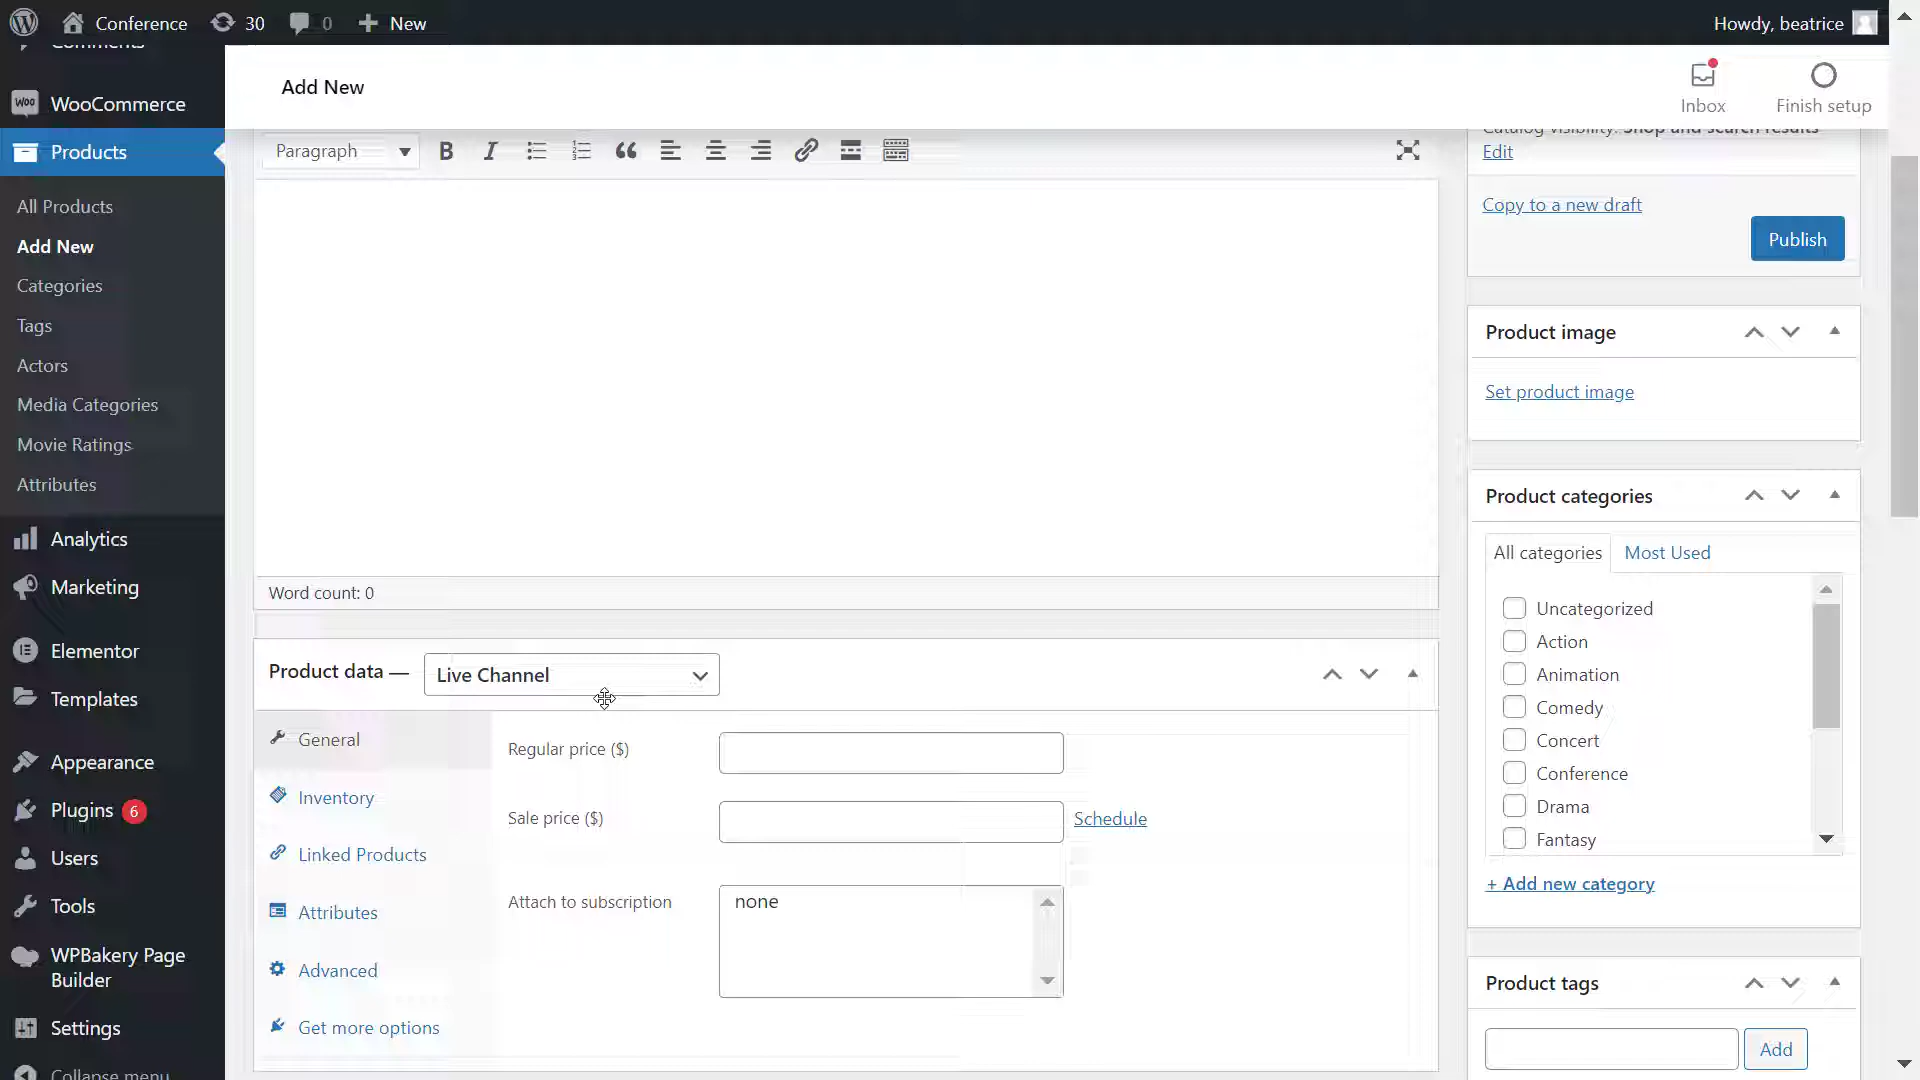 Conference
30
0
New
Howdy, beatrice
Comments
WooCommerce
Products
All Products
Add New
Categories
Tags
Actors
Media Categories
Movie Ratings
Attributes
Analytics
Marketing
Elementor
Templates
Appearance
Plugins 6
Users
Tools
WPBakery Page
Builder
Settings
Collapse menu
Add New
Inbox
Finish setup
Paragraph
Word count: 0
Product data —
Live Channel
General
Inventory
Linked Products
Attributes
Advanced
Get more options
Regular price ($)
Sale price ($)
Schedule
Attach to subscription
none
Catalog visibility: Shop and search results
Edit
Copy to a new draft
Publish
Product image
Set product image
Product categories
All categories
Most Used
Uncategorized
Action
Animation
Comedy
Concert
Conference
Drama
Fantasy
+ Add new category
Product tags
Add